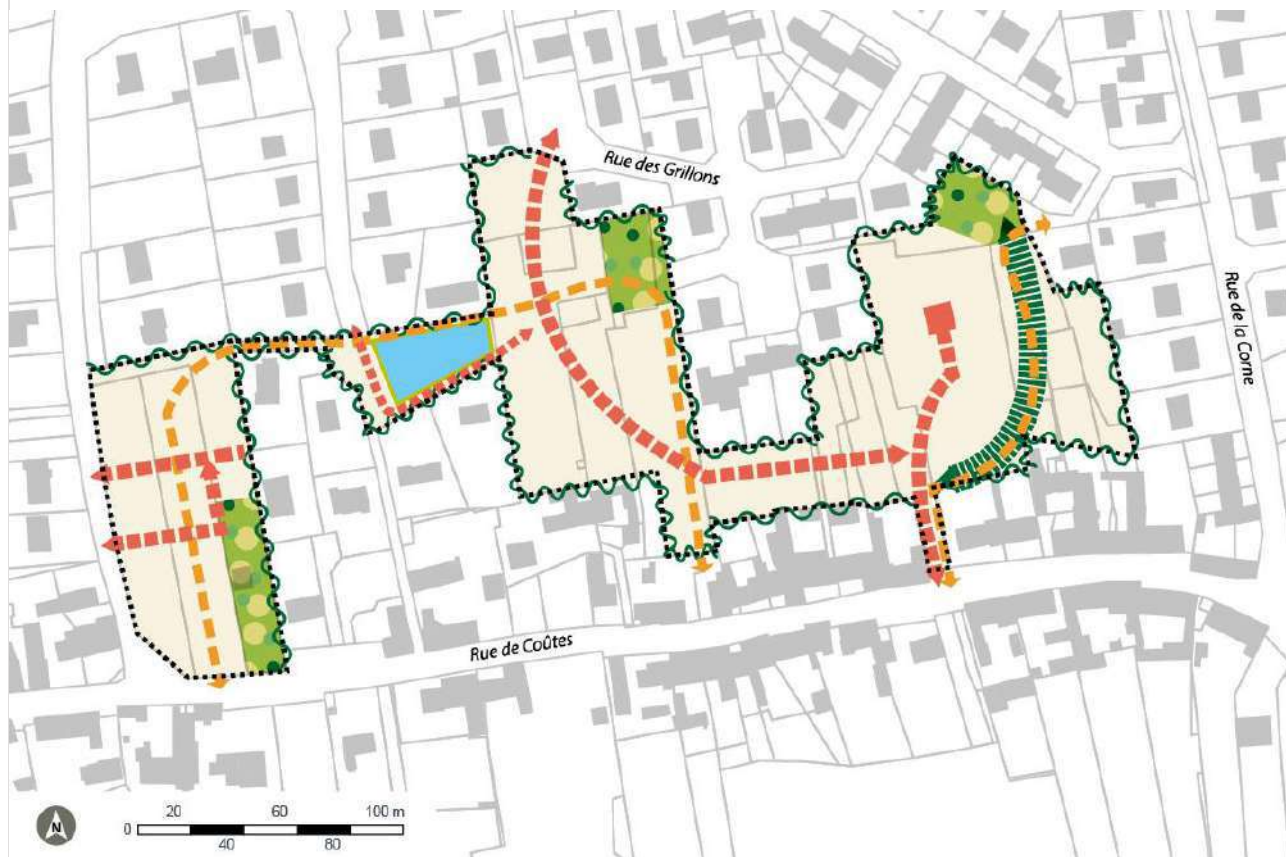 Rue des Grillons
Rue de la Corne
Rue de Coûtes
20 60 100 m
0
40 80
N